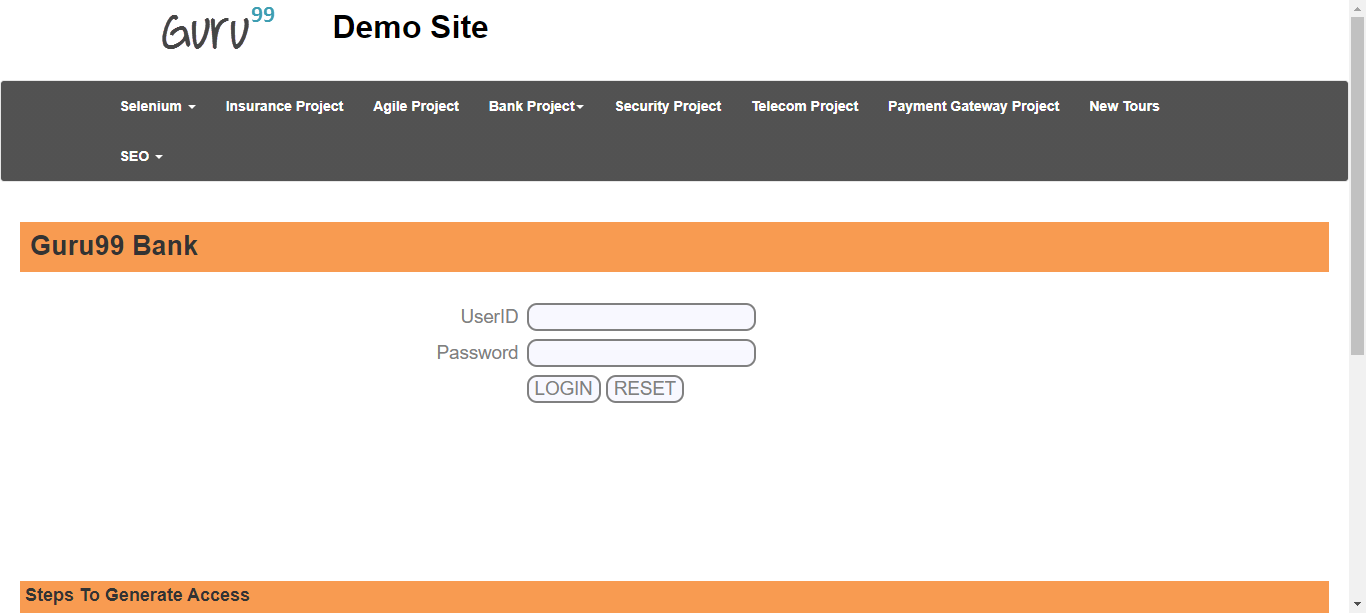 Guru99 Demo Site
Selenium Insurance Project Agile Project Bank Project Security Project Telecom Project Payment Gateway Project New Tours
SEO
Guru99 Bank
UserID
Password
LOGIN RESET
Steps To Generate Access